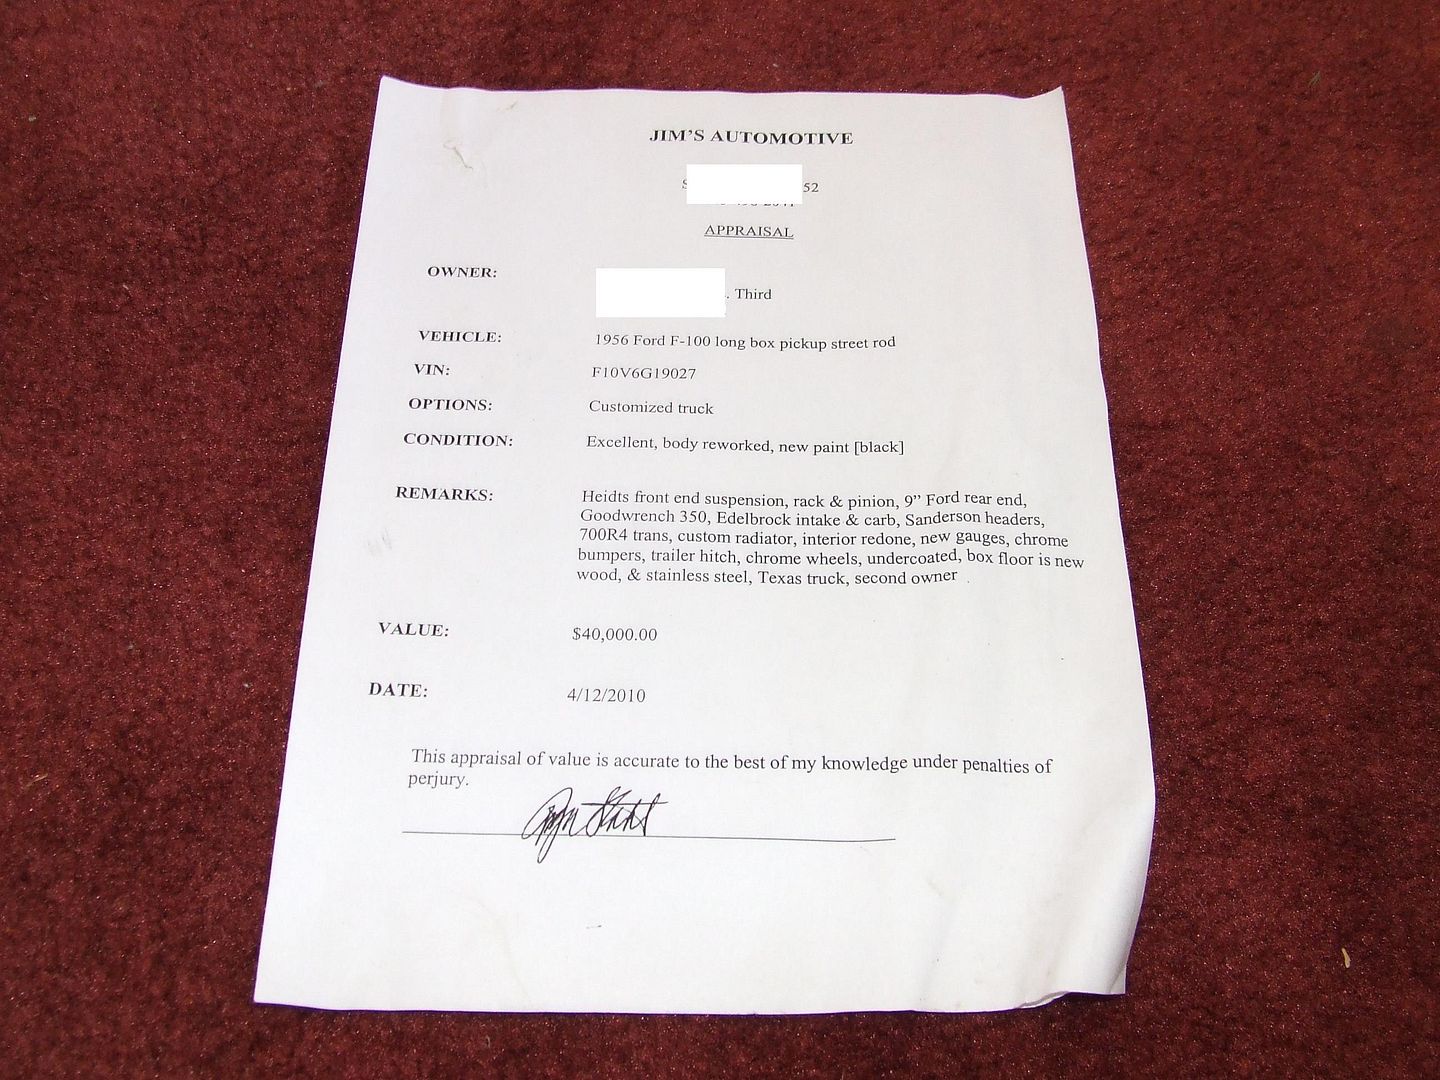 JIM'S AUTOMOTIVE
52
APPRAISAL
OWNER:
. Third
VEHICLE: 1956 Ford F-100 long box pickup street rod
VIN: F10V6G19027
OPTIONS: Customized truck
CONDITION: Excellent, body reworked, new paint [black]
REMARKS: Heidts front end suspension, rack & pinion, 9” Ford rear end,
Goodwrench 350, Edelbrock intake & carb, Sanderson headers,
700R4 trans, custom radiator, interior redone, new gauges, chrome
bumpers, trailer hitch, chrome wheels, undercoated, box floor is new
wood, & stainless steel, Texas truck, second owner
VALUE: $40,000.00
DATE: 4/12/2010
This appraisal of value is accurate to the best of my knowledge under penalties of
perjury.